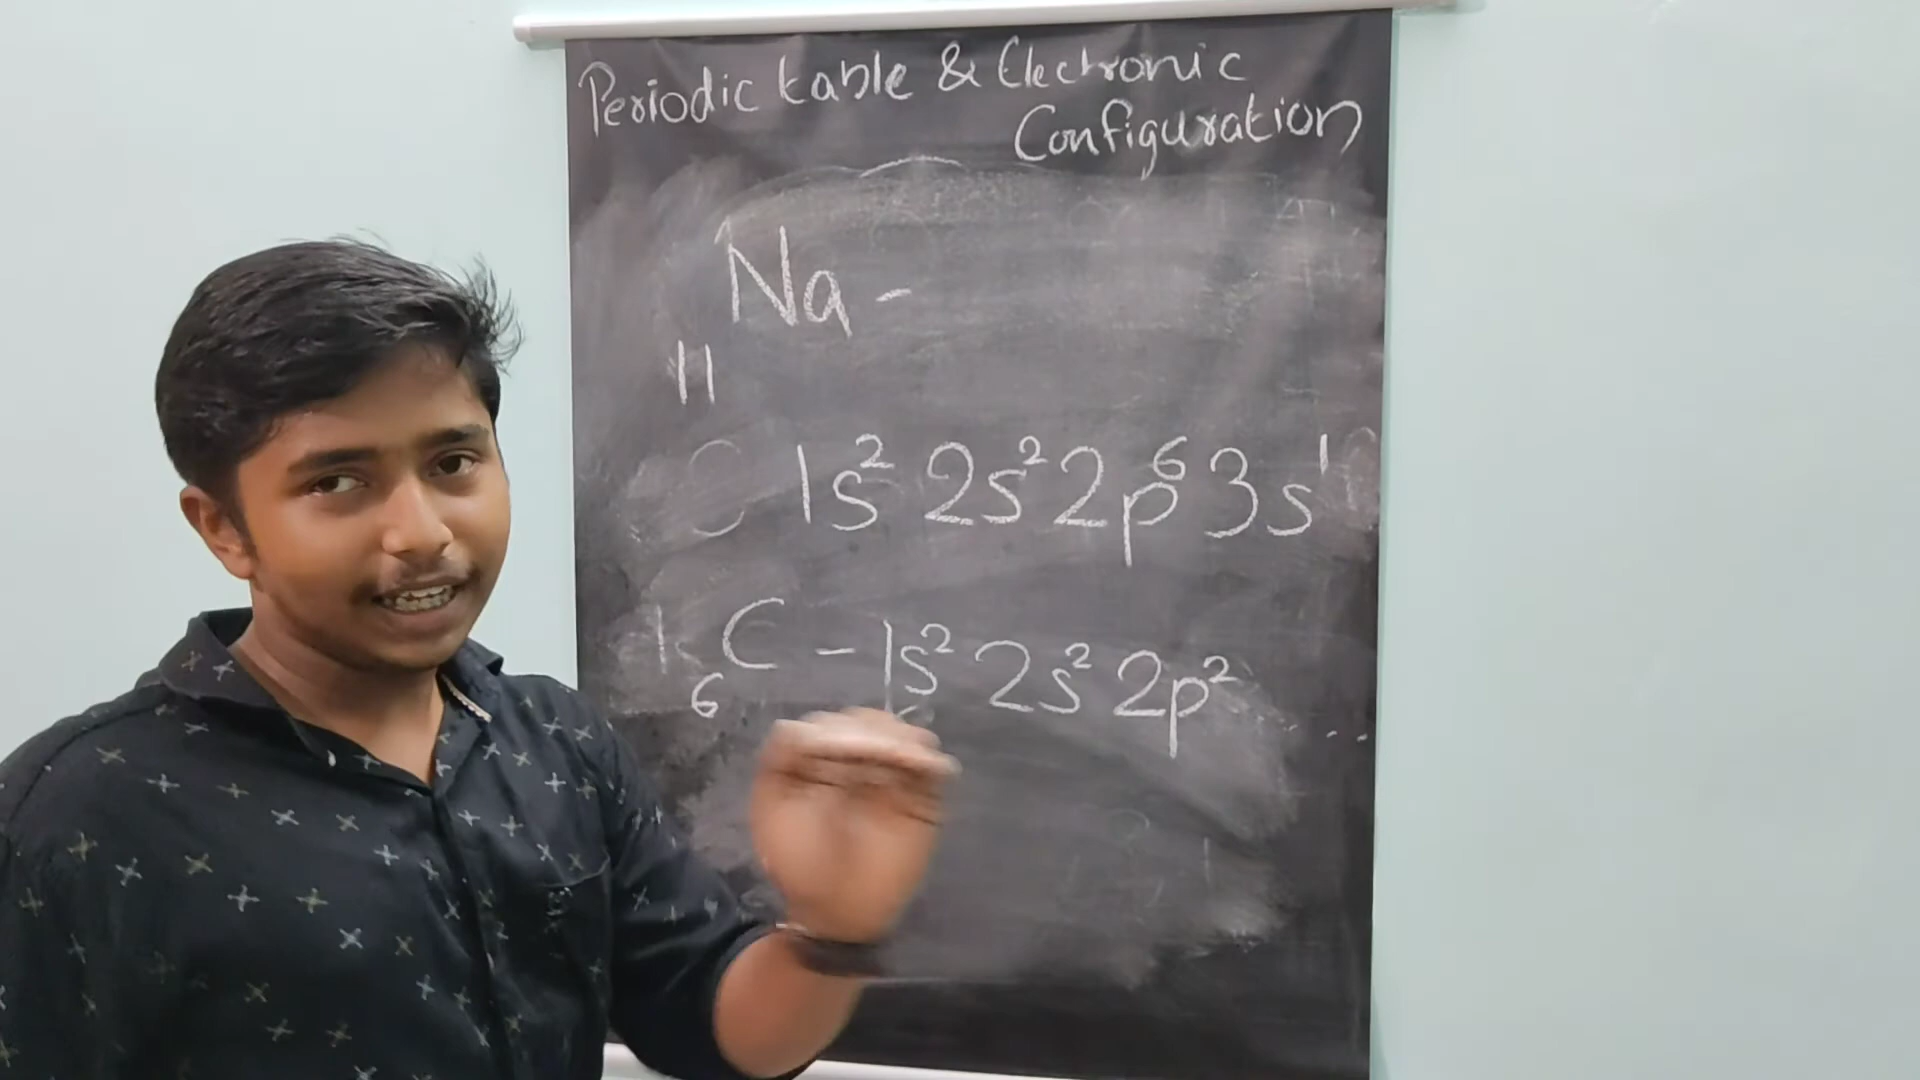 Periodic table & Electronic
Configuration
Na -
11
1s² 2s² 2p⁶ 3s¹
C - 1s² 2s² 2p²
6